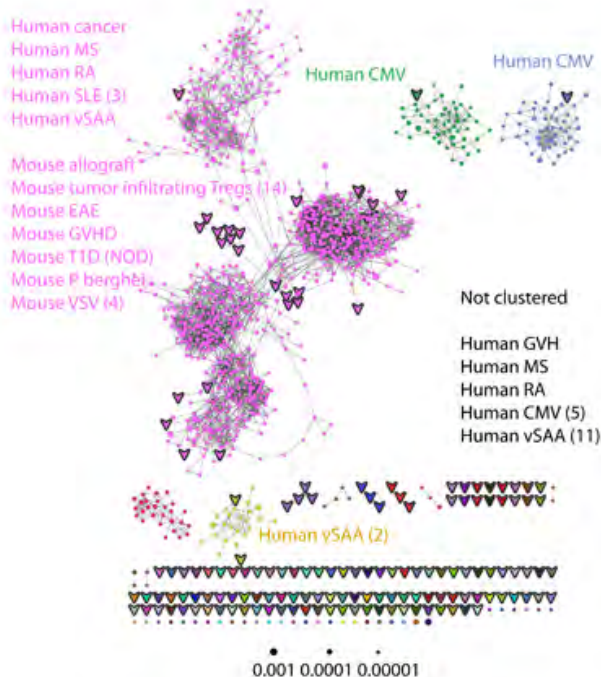 Human cancer
Human MS
Human RA
Human SLE (3)
Human vSAA
Human CMV
Human CMV
Mouse allograft
Mouse tumor infiltrating Tregs (14)
Mouse EAE
Mouse GVHD
Mouse T1D (NOD)
Mouse P berghei
Mouse VSV (4)
Not clustered
Human GVH
Human MS
Human RA
Human CMV (5)
Human vSAA (11)
Human vSAA (2)
0.001 0.0001 0.00001